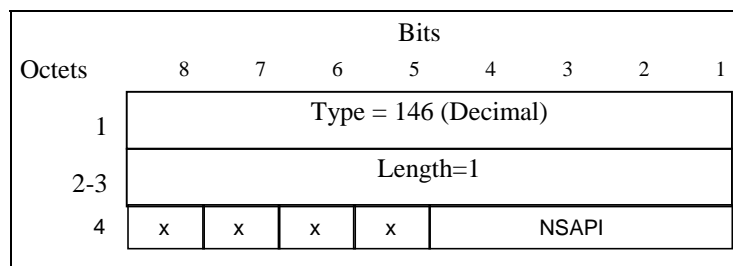 Bits
Octets 8 7 6 5 4 3 2 1
1 Type = 146 (Decimal)
2-3 Length=1
4 x x x x NSAPI